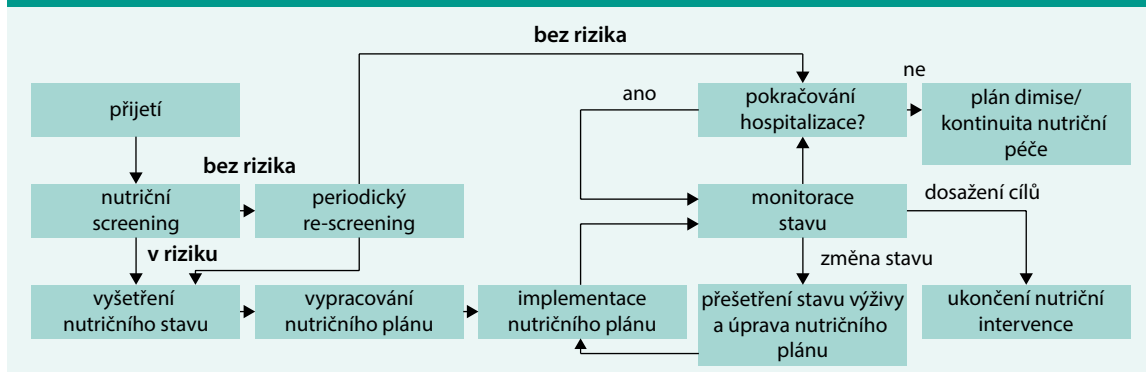 bez rizika
přijetí
ano
pokračování
hospitalizace?
ne
plán dimise/
kontinuita nutriční
péče
bez rizika
nutriční
screening
periodický
re-screening
monitorace
stavu
dosažení cílů
v riziku
změna stavu
vyšetření
nutričního stavu
vypracování
nutričního plánu
implementace
nutričního plánu
přešetření stavu výživy
a úprava nutričního
plánu
ukončení nutriční
intervence